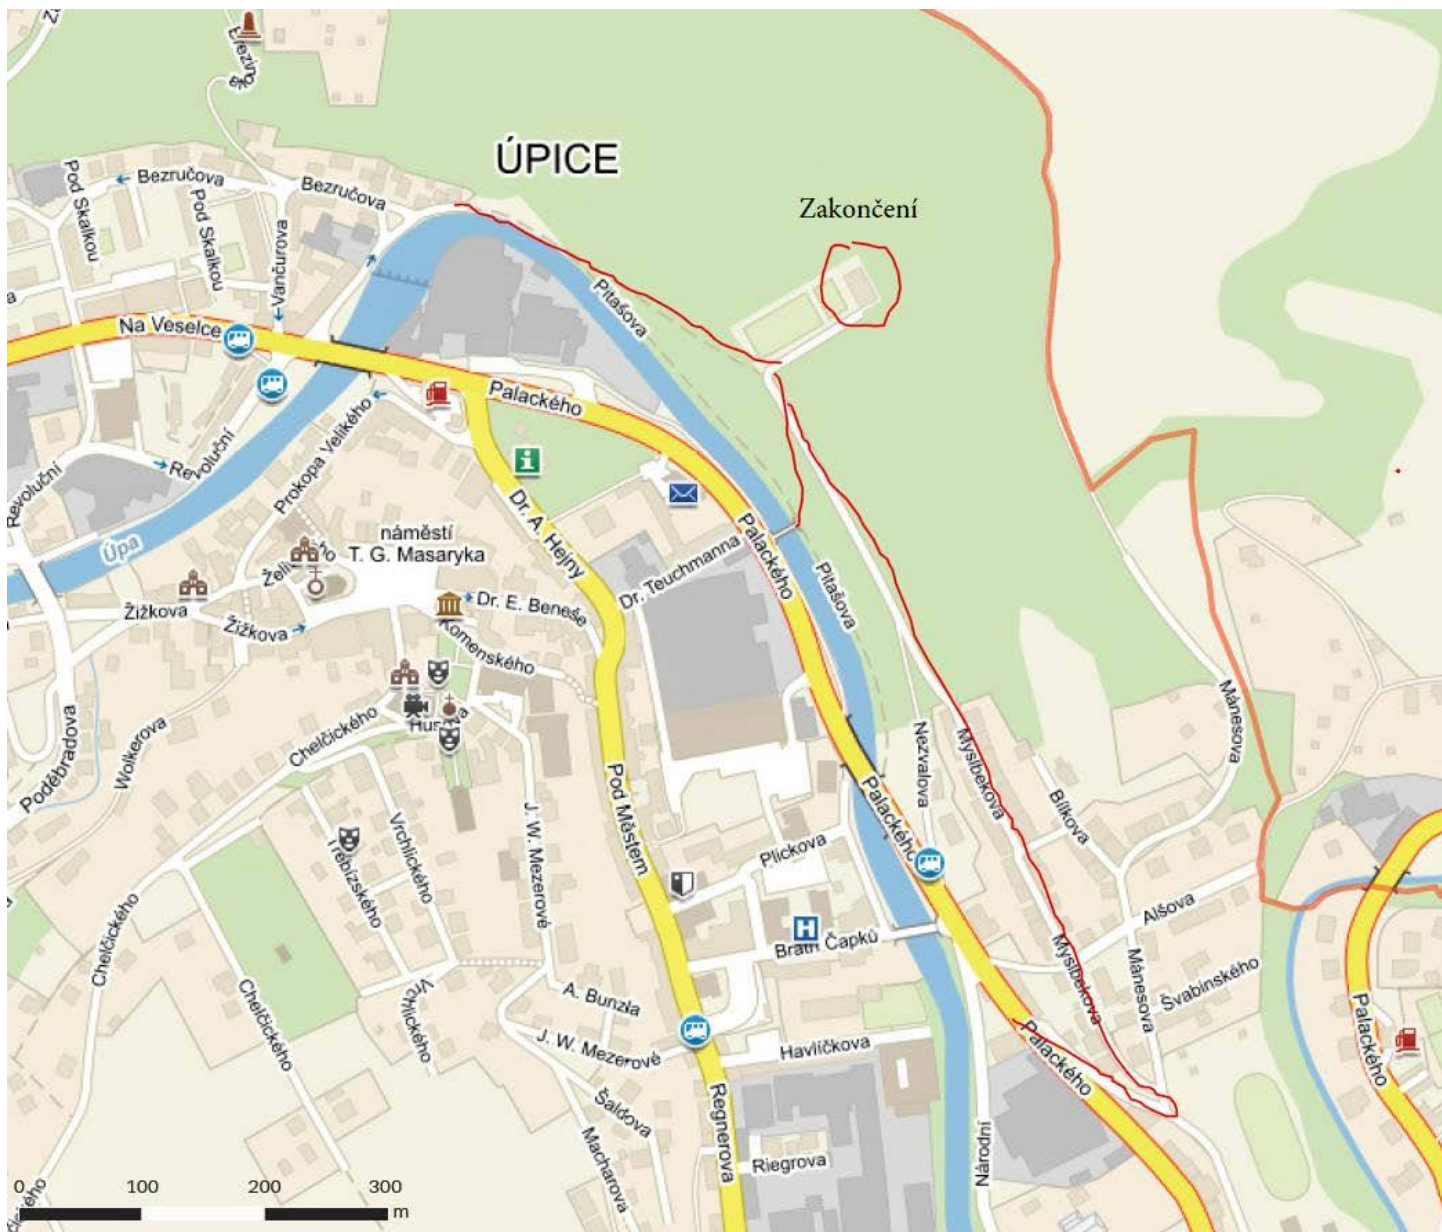 Březinova
ÚPICE
Bezručova
Bezručova
Pod Skalkou
Pod Skalkou
Vančurova
Zakončení
Pitašova
Na Veselce
Palackého
Revoluční
Revoluční
Prokopa Velikého
Dr. A. Hejny
Úpa
náměstí
T. G. Masaryka
Dr. Teuchmanna
Palackého
Pitašova
Žižkova
Žižkova
Dr. E. Beneše
Komenského
Husova
Chelčického
Poděbradova
Wolkerova
Mánesova
Nezvalova
Myslbekova
Bílkova
Palackého
Pod Městem
Plickova
J. W. Mezerové
Vrchlického
Třebízského
Alšova
H
Bratří Čapků
Myslbekova
Mánesova
Švabinského
Chelčického
Chelčického
Vrchlického
A. Bunzla
J. W. Mezerové
Havlíčkova
Palackého
Palackého
Šaldova
Macharova
Regnerova
Riegrova
Národní
0 100 200 300
m